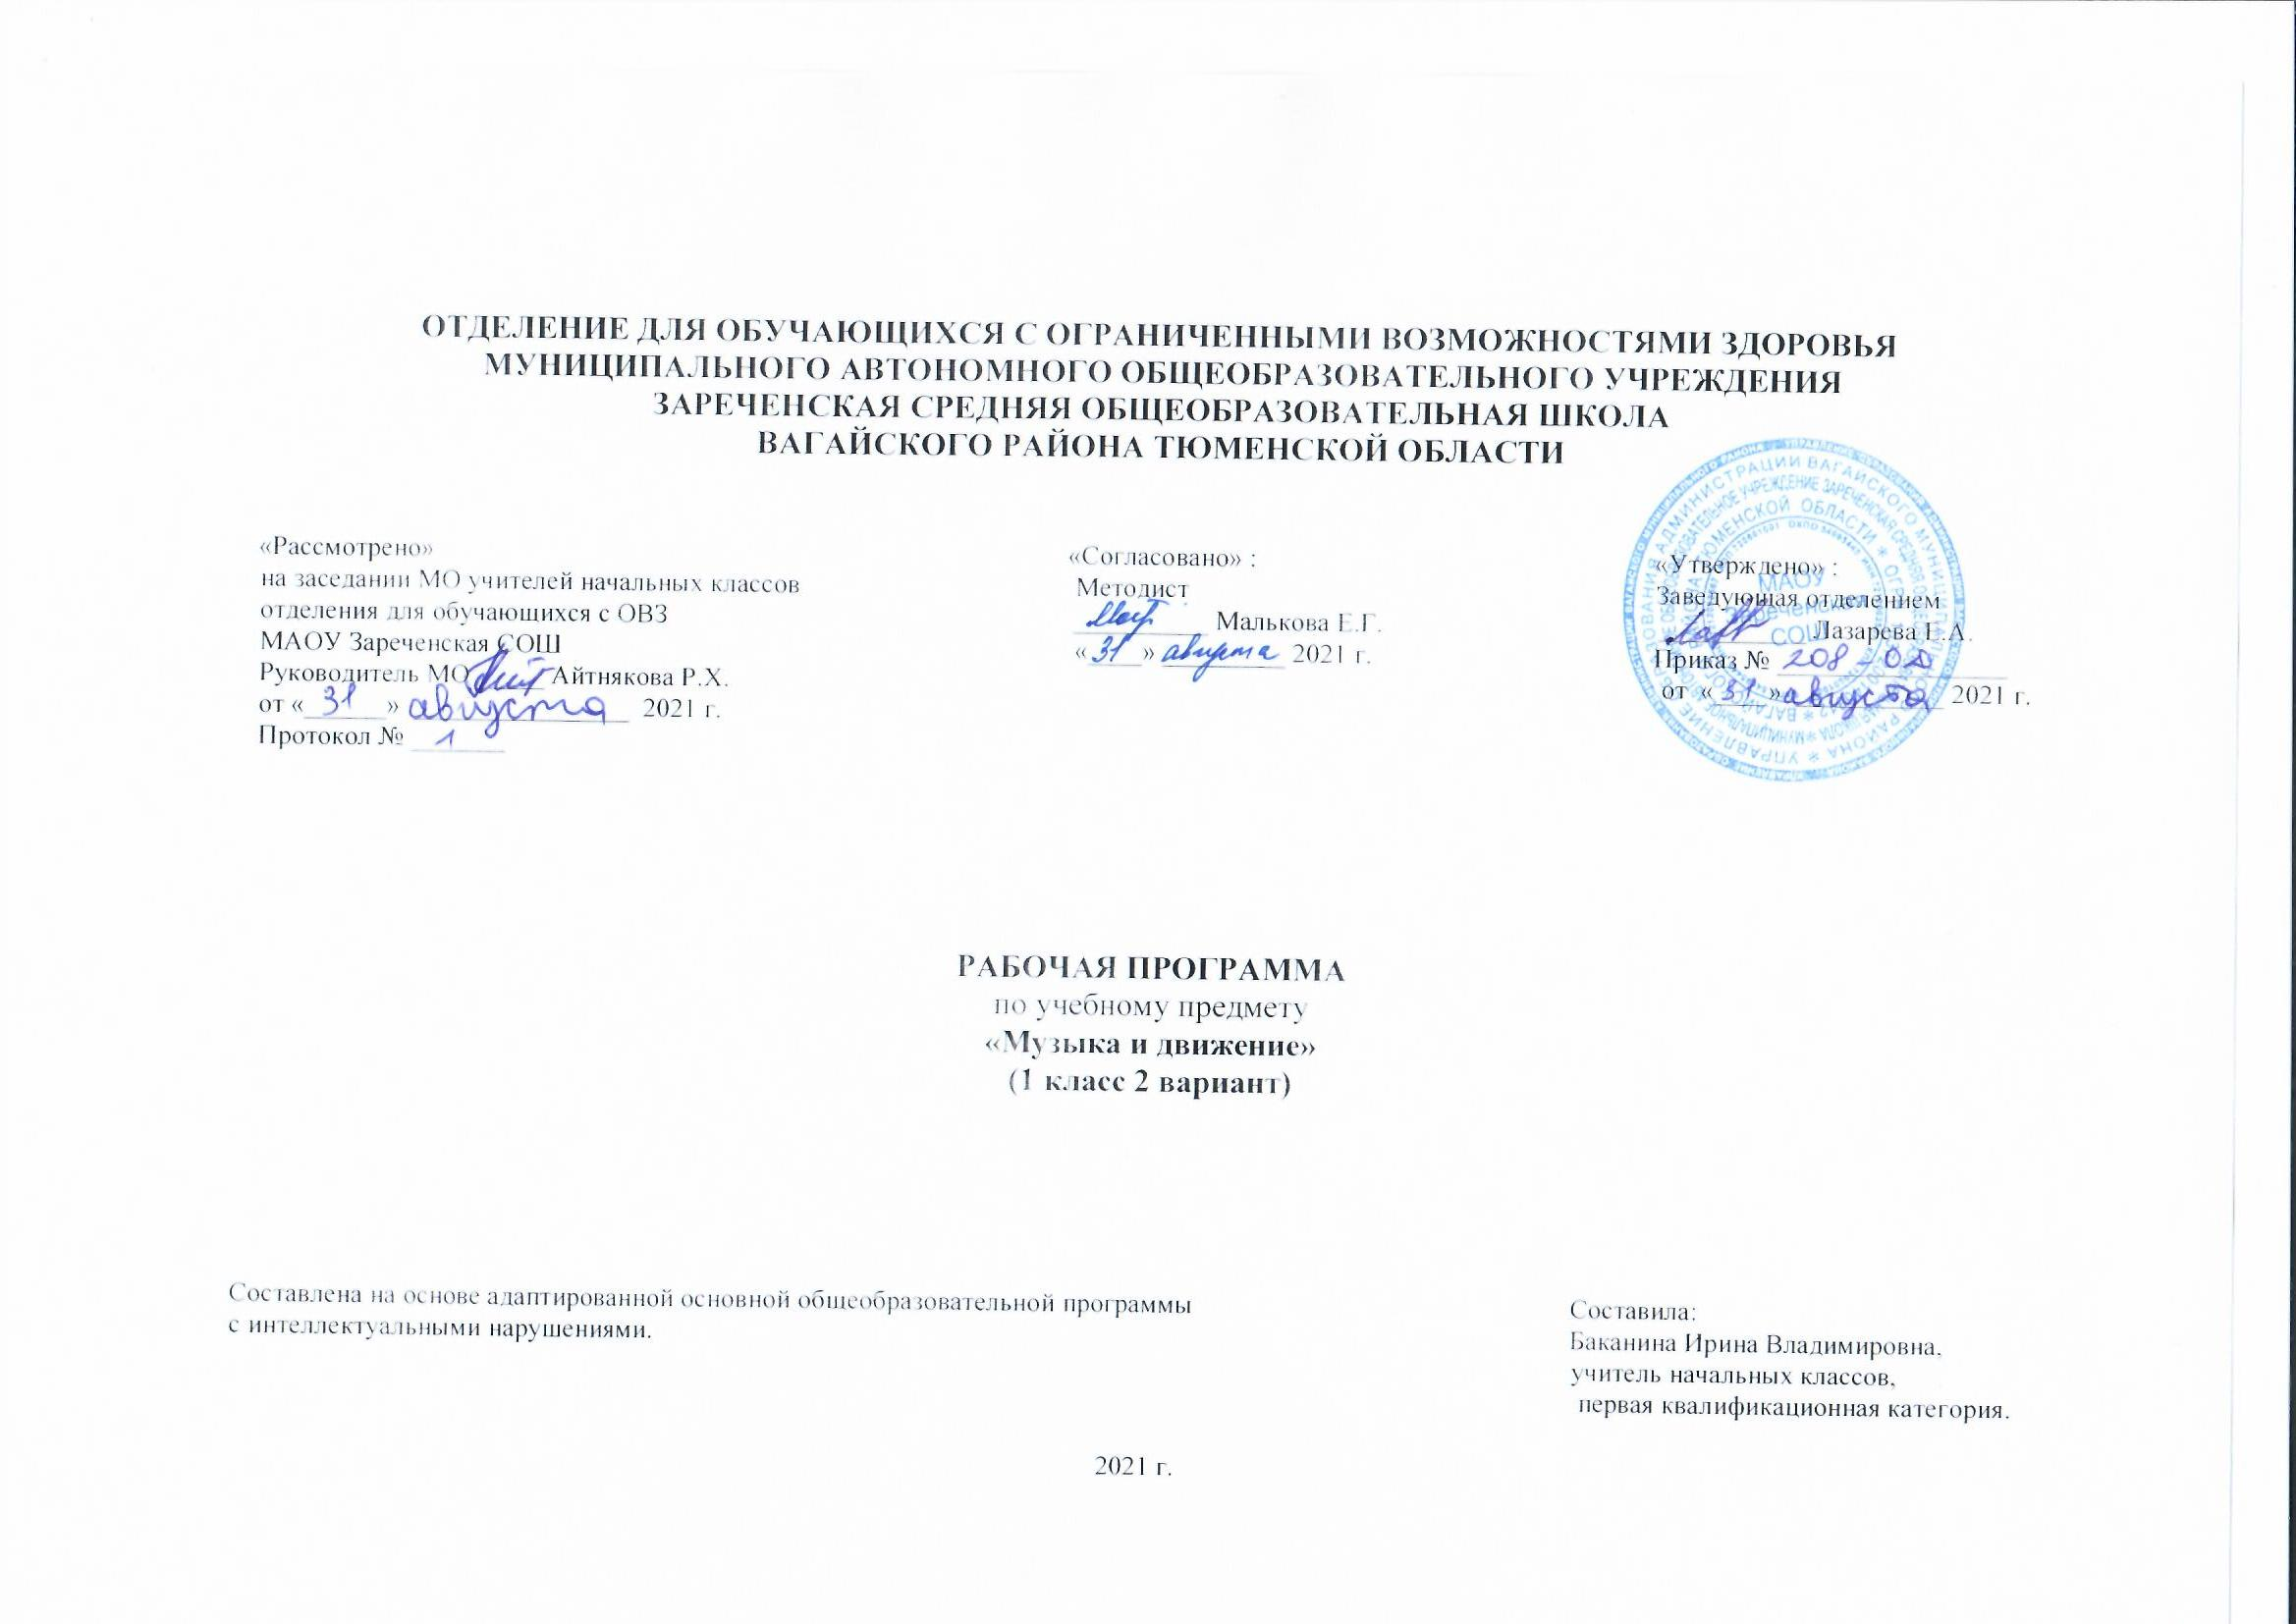 ОТДЕЛЕНИЕ ДЛЯ ОБУЧАЮЩИХСЯ С ОГРАНИЧЕННЫМИ ВОЗМОЖНОСТЯМИ ЗДОРОВЬЯ
МУНИЦИПАЛЬНОГО АВТОНОМНОГО ОБЩЕОБРАЗОВАТЕЛЬНОГО УЧРЕЖДЕНИЯ
ЗАРЕЧЕНСКАЯ СРЕДНЯЯ ОБЩЕОБРАЗОВАТЕЛЬНАЯ ШКОЛА
ВАГАЙСКОГО РАЙОНА ТЮМЕНСКОЙ ОБЛАСТИ
«Рассмотрено»
на заседании МО учителей начальных классов
отделения для обучающихся с ОВЗ
МАОУ Зареченская СОШ
Руководитель МО Айтнякова Р.Х.
от « 31 » августа 2021 г.
Протокол № 1
«Согласовано» :
Методист
Малькова Е.Г.
« 31 » августа 2021 г.
«Утверждено» :
Заведующая отделением
Лазарева Е.А.
Приказ № 208-ОД
от « 31 » августа 2021 г.
МАОУ
Зареченская
СОШ
РАБОЧАЯ ПРОГРАММА
по учебному предмету
«Музыка и движение»
(1 класс 2 вариант)
Составлена на основе адаптированной основной общеобразовательной программы
с интеллектуальными нарушениями.
Составила:
Баканина Ирина Владимировна,
учитель начальных классов,
первая квалификационная категория.
2021 г.